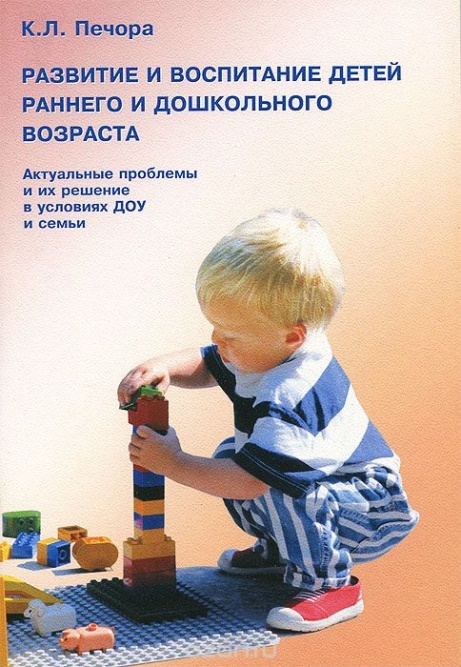 К.Л. Печора
РАЗВИТИЕ И ВОСПИТАНИЕ ДЕТЕЙ
РАННЕГО И ДОШКОЛЬНОГО
ВОЗРАСТА
Актуальные проблемы
и их решение
в условиях ДОУ
и семьи